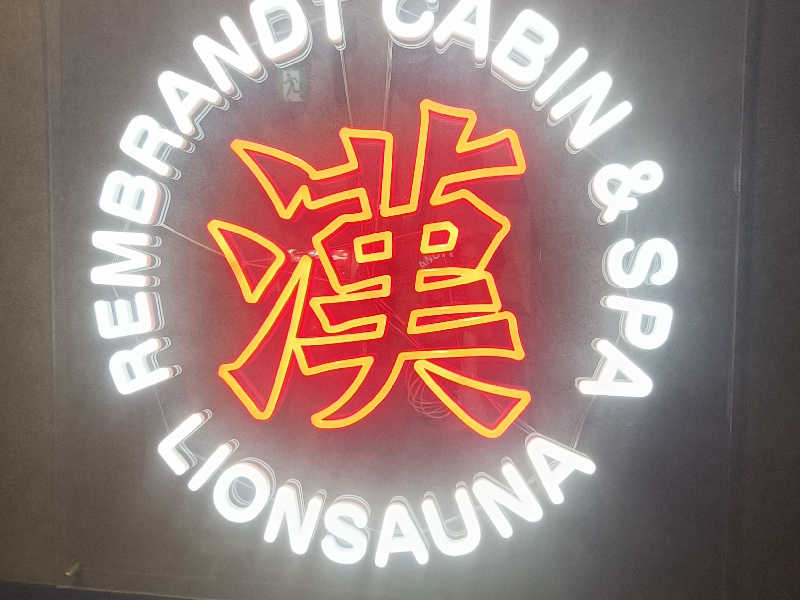 REMBRANDT CABIN & SPA
漢
LIONSAUNA